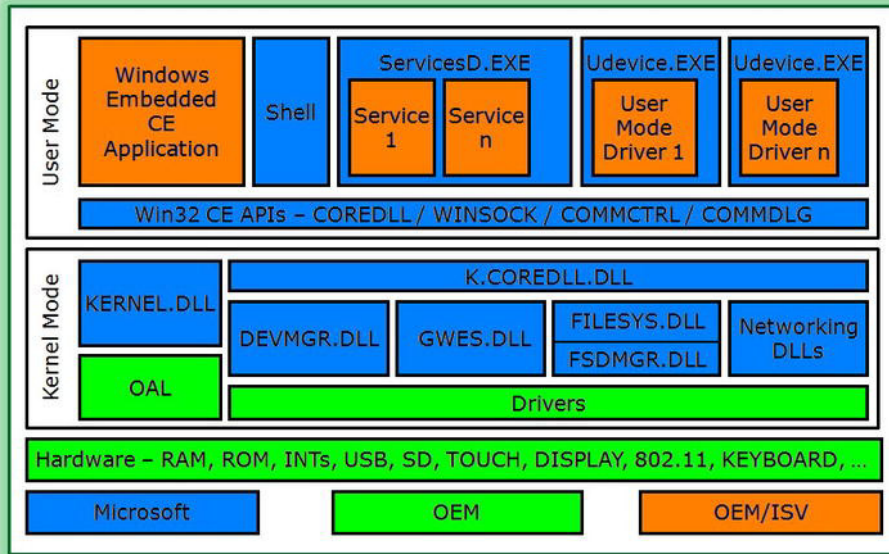 User Mode
Windows
Embedded
CE
Application
Shell
ServicesD.EXE
Service
1
Service
n
Udevice.EXE
User
Mode
Driver 1
Udevice.EXE
User
Mode
Driver n
Win32 CE APIs – COREDLL / WINSOCK / COMMCTRL / COMMDLG
Kernel Mode
KERNEL.DLL
OAL
K.COREDLL.DLL
DEVMGR.DLL
GWES.DLL
FILESYS.DLL
FSDMGR.DLL
Networking
DLLs
Drivers
Hardware – RAM, ROM, INTs, USB, SD, TOUCH, DISPLAY, 802.11, KEYBOARD, ...
Microsoft
OEM
OEM/ISV